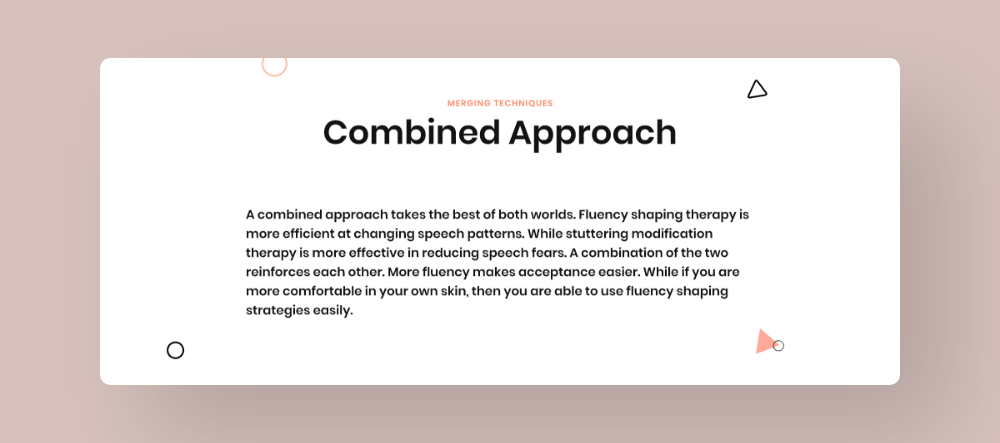 MERGING TECHNIQUES
Combined Approach
A combined approach takes the best of both worlds. Fluency shaping therapy is
more efficient at changing speech patterns. While stuttering modification
therapy is more effective in reducing speech fears. A combination of the two
reinforces each other. More fluency makes acceptance easier. While if you are
more comfortable in your own skin, then you are able to use fluency shaping
strategies easily.